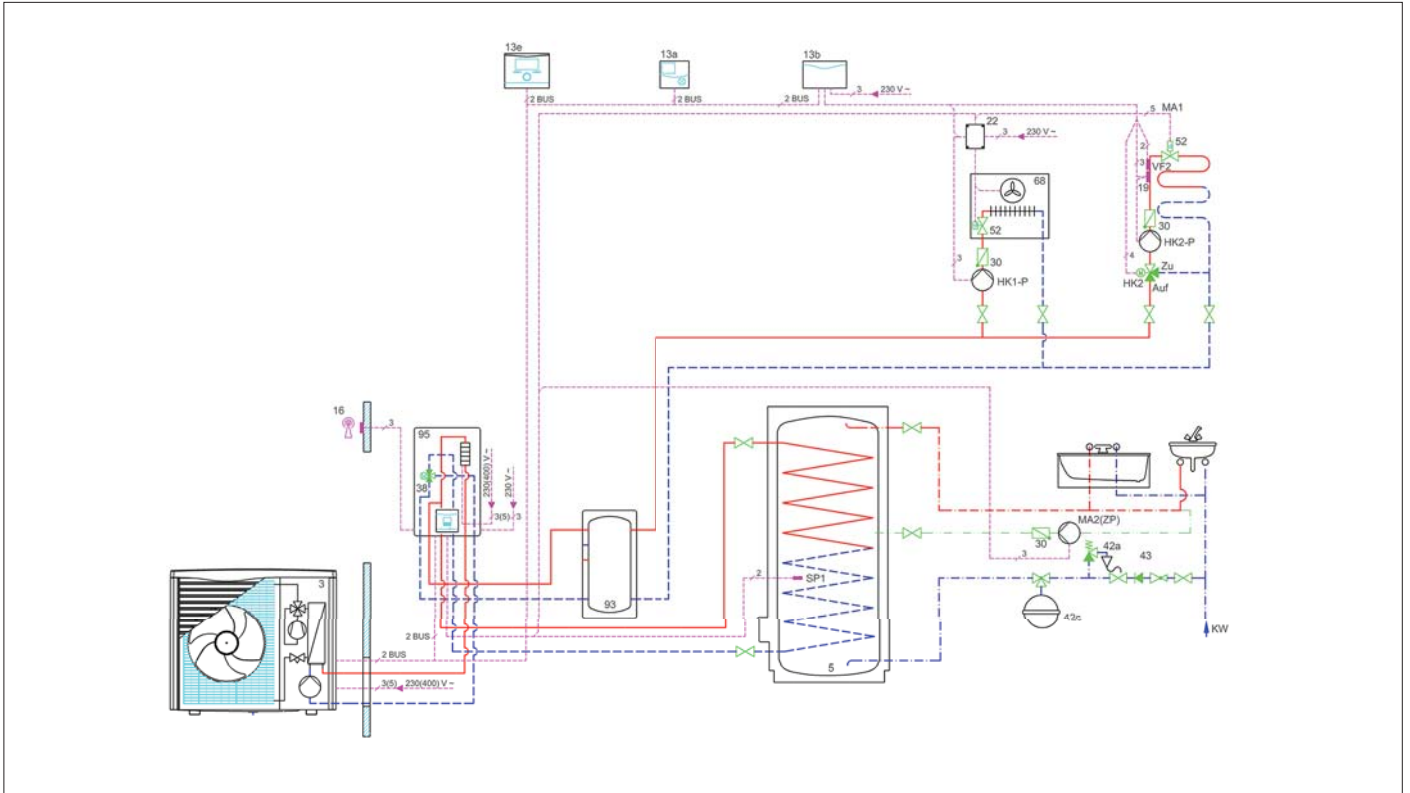 13e
13a
13b
2 BUS
2 BUS
2 BUS
3
230 V ~
5
MA1
22
3
230 V ~
52
2
3
VF2
19
68
52
30
30
HK2-P
3
HK1-P
4
Zu
HK2
Auf
16
3
95
38
230(400) V ~
230 V ~
3(5)
3
MA2(ZP)
30
42a
43
3
2
SP1
93
3
42c
KW
2 BUS
2 BUS
5
3(5)
230(400) V ~